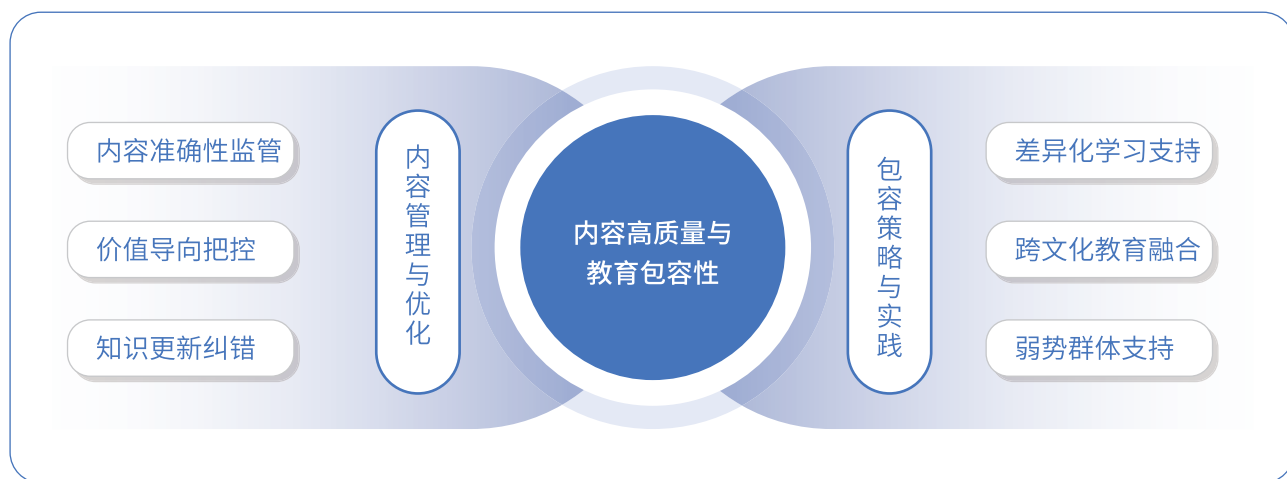 内容准确性监管
价值导向把控
知识更新纠错
内容管理与优化
内容高质量与
教育包容性
包容策略与实践
差异化学习支持
跨文化教育融合
弱势群体支持